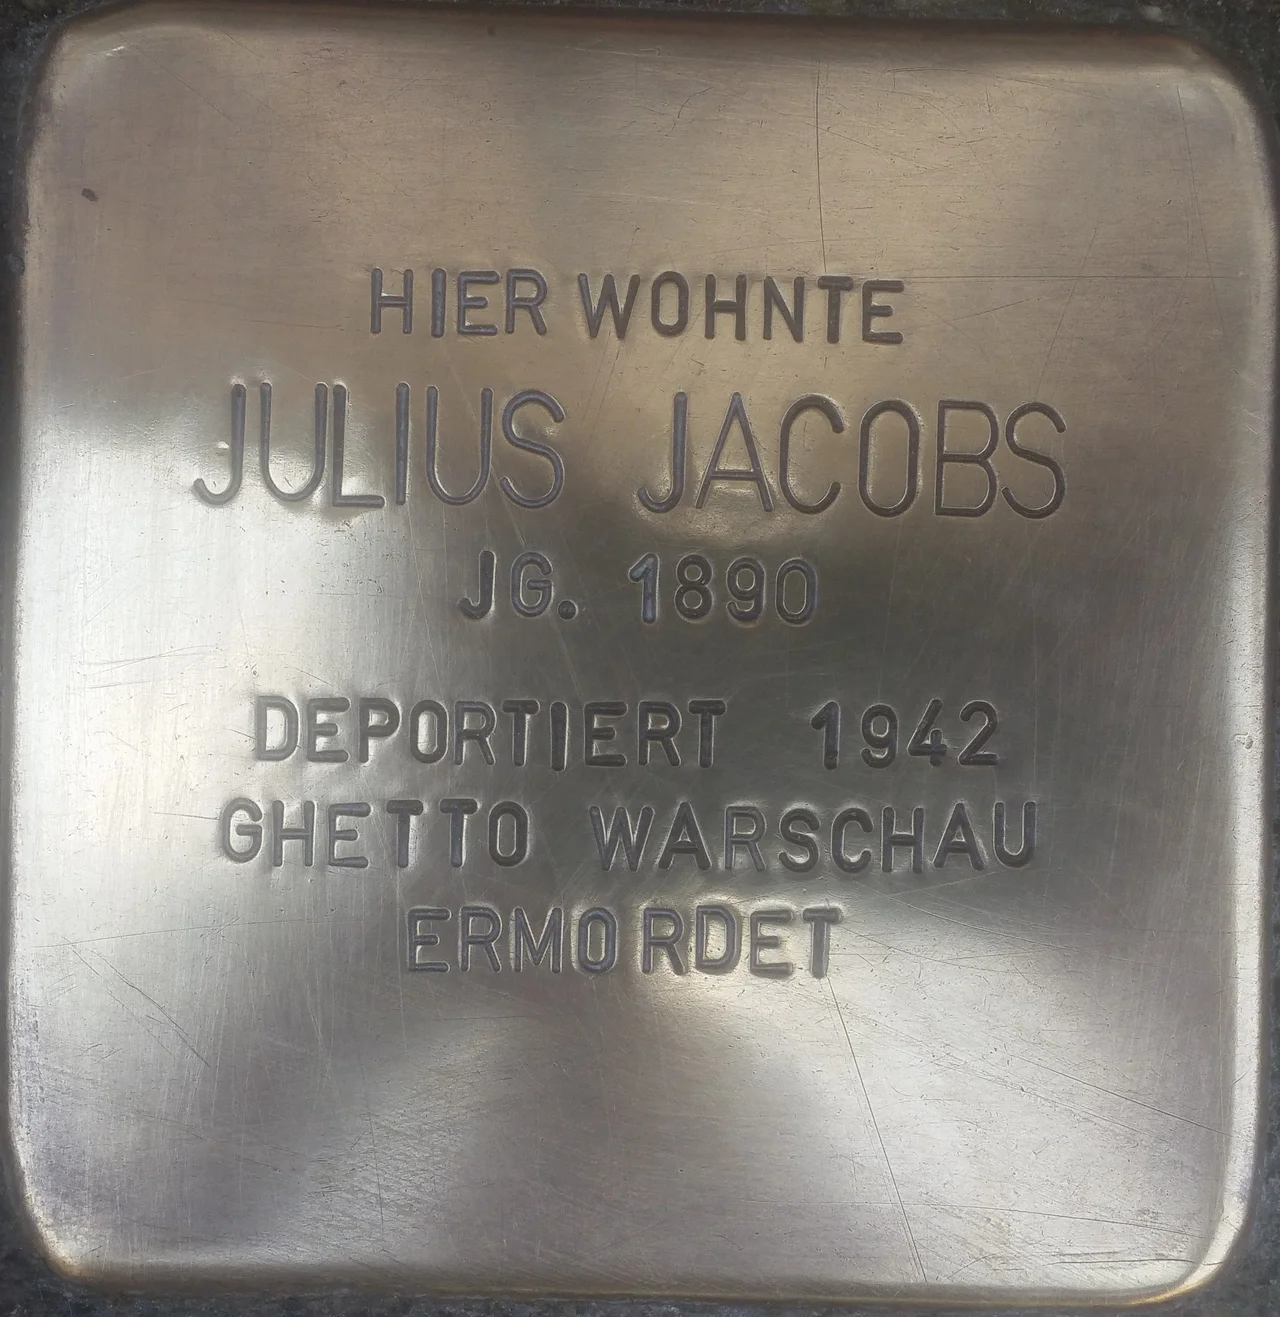 HIER WOHNTE
JULIUS JACOBS
JG. 1890
DEPORTIERT 1942
GHETTO WARSCHAU
ERMORDET